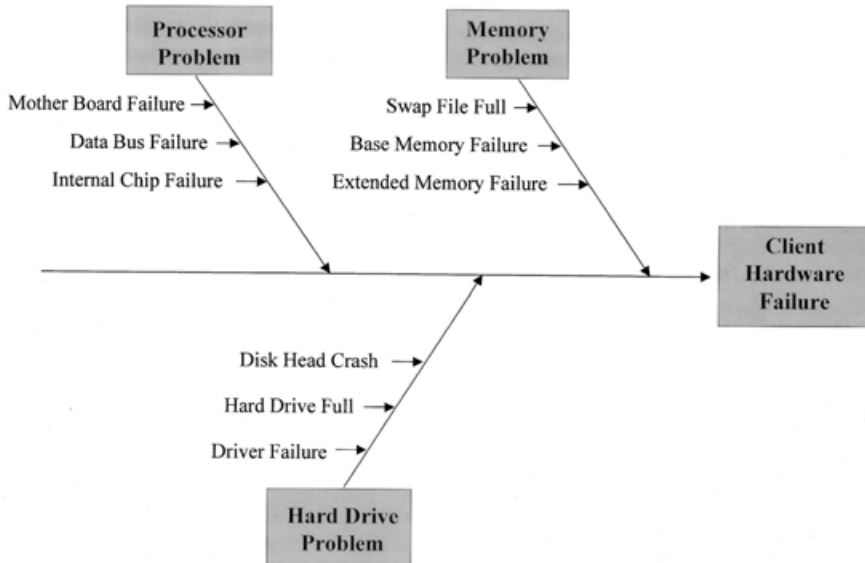 Processor
Problem
Memory
Problem
Mother Board Failure
Data Bus Failure
Internal Chip Failure
Swap File Full
Base Memory Failure
Extended Memory Failure
Client
Hardware
Failure
Disk Head Crash
Hard Drive Full
Driver Failure
Hard Drive
Problem